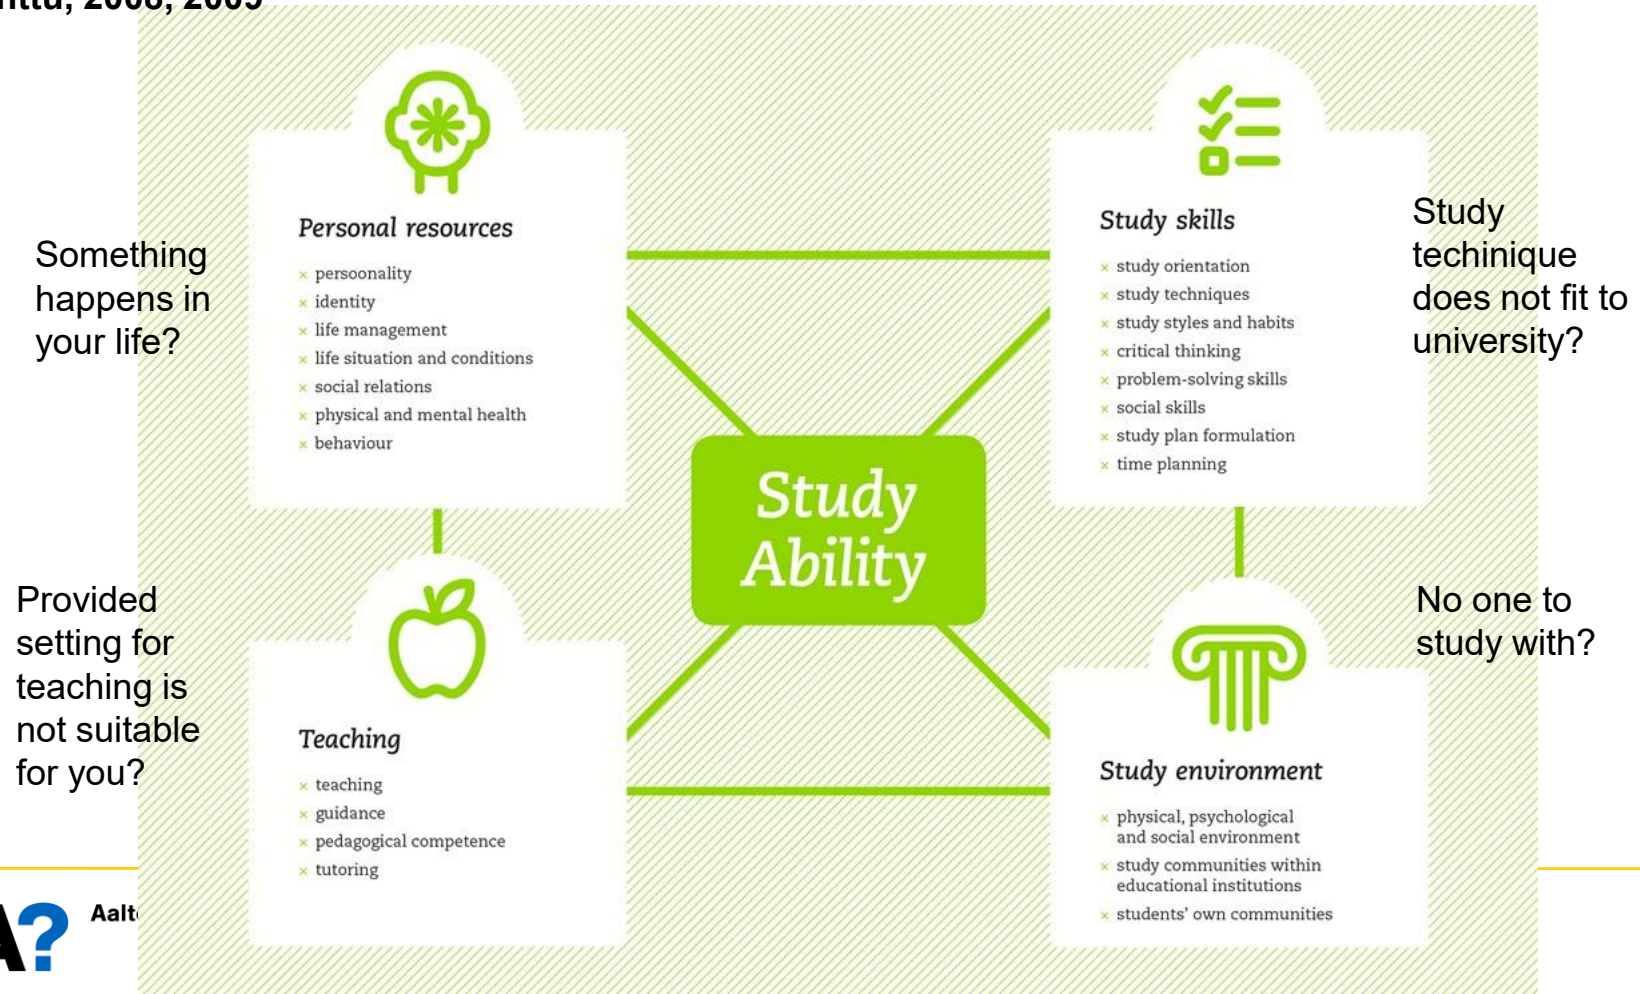 2008, 2009
Personal resources
× persoonality
× identity
× life management
× life situation and conditions
× social relations
× physical and mental health
× behaviour
Something
happens in
your life?
Study skills
× study orientation
× study techniques
× study styles and habits
× critical thinking
× problem-solving skills
× social skills
× study plan formulation
× time planning
Study
techinique
does not fit to
university?
Study
Ability
Provided
setting for
teaching is
not suitable
for you?
Teaching
× teaching
× guidance
× pedagogical competence
× tutoring
No one to
study with?
Study environment
× physical, psychological
and social environment
× study communities within
educational institutions
× students' own communities
A?
Aalt